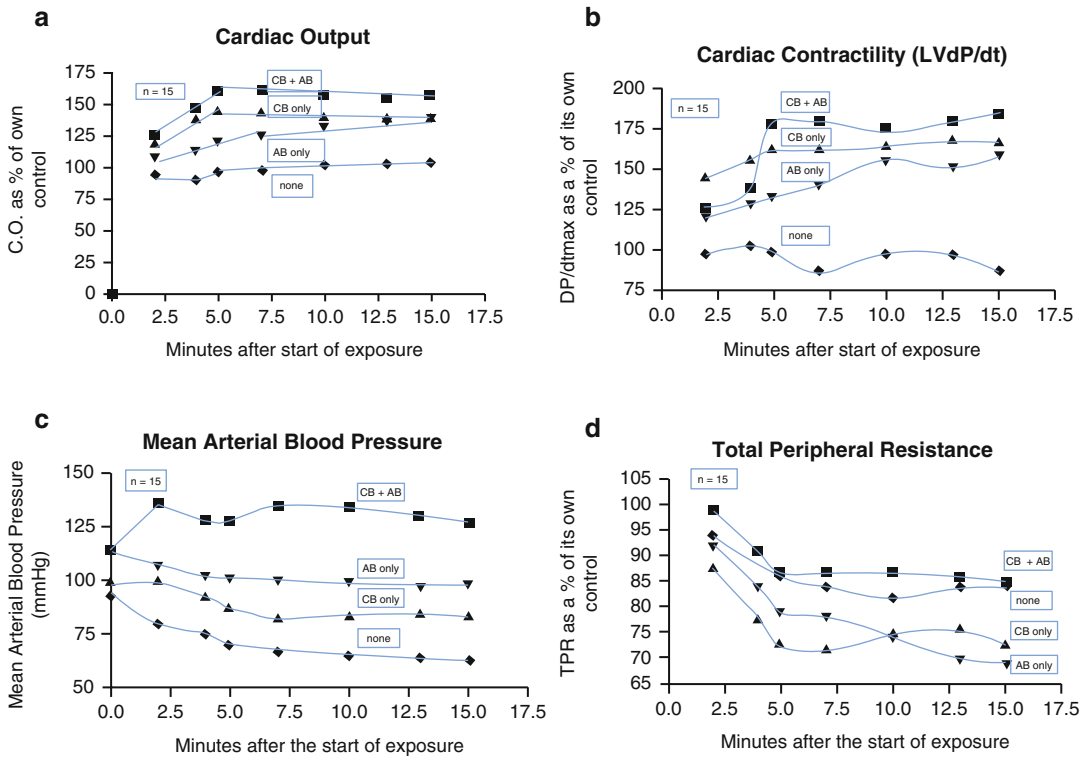 a
Cardiac Output
175
150
125
100
75
50
25
0
C.O. as % of own
control
n = 15
CB + AB
CB only
AB only
none
0.0 2.5 5.0 7.5 10.0 12.5 15.0 17.5
Minutes after start of exposure
b
Cardiac Contractility (LVdP/dt)
200
175
150
125
100
75
DP/dtmax as a % of its own
control
n = 15
CB + AB
CB only
AB only
none
0.0 2.5 5.0 7.5 10.0 12.5 15.0 17.5
Minutes after start of exposure
c
Mean Arterial Blood Pressure
150
125
100
75
50
Mean Arterial Blood Pressure
(mmHg)
n = 15
CB + AB
AB only
CB only
none
0.0 2.5 5.0 7.5 10.0 12.5 15.0 17.5
Minutes after the start of exposure
d
Total Peripheral Resistance
105
100
95
90
85
80
75
70
65
TPR as a % of its own
control
n = 15
CB + AB
none
CB only
AB only
0.0 2.5 5.0 7.5 10.0 12.5 15.0 17.5
Minutes after the start of exposure